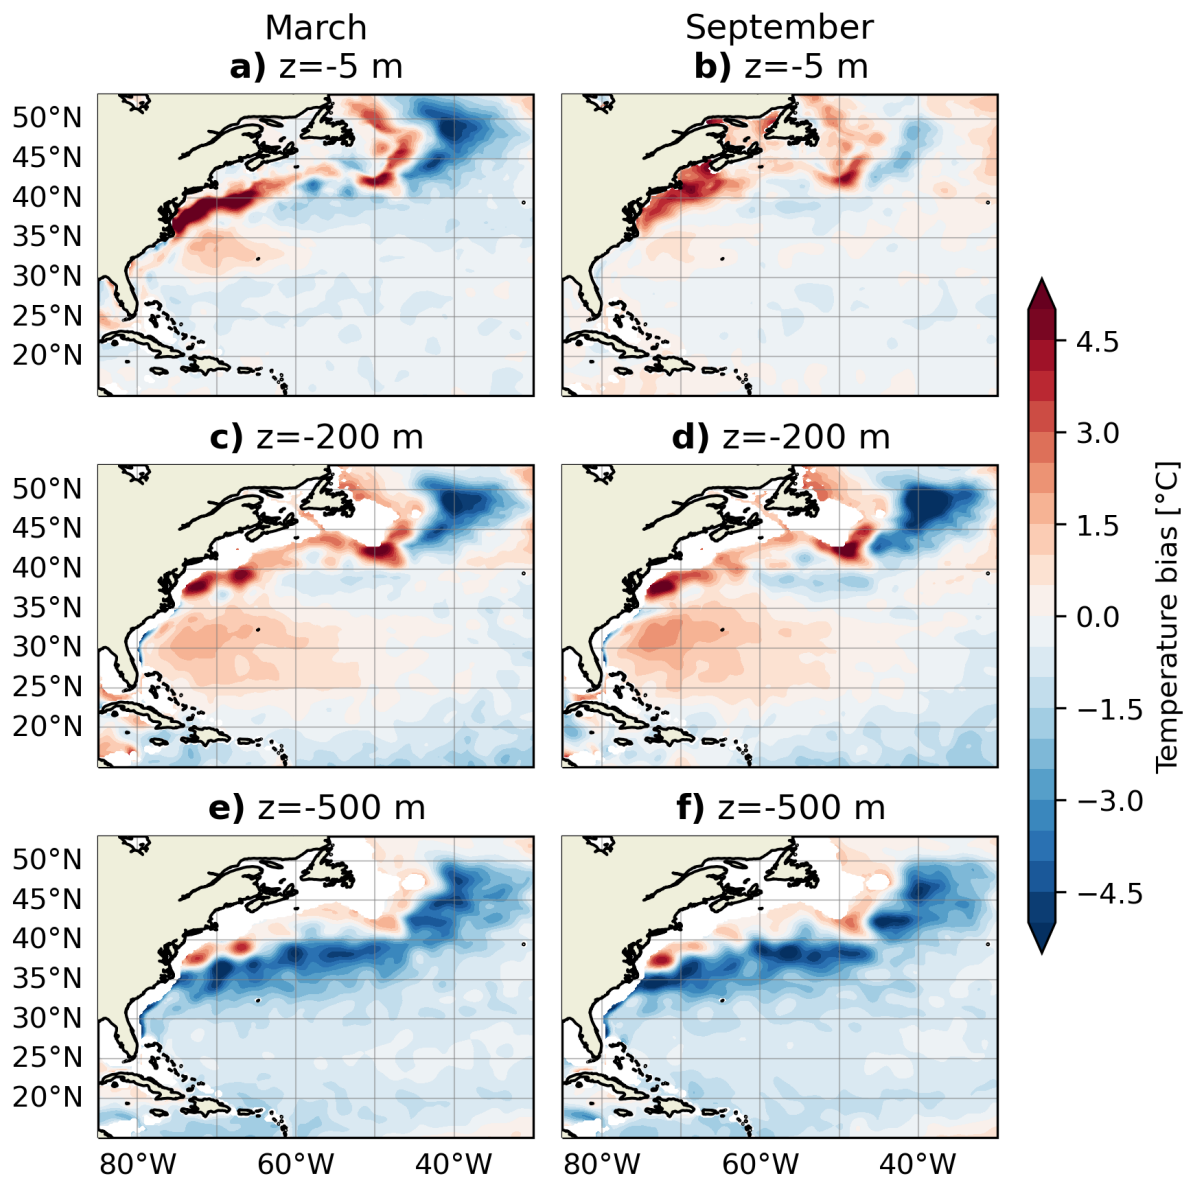 March
September
a) z=-5 m
b) z=-5 m
50°N
45°N
40°N
35°N
30°N
25°N
20°N
c) z=-200 m
d) z=-200 m
50°N
45°N
40°N
35°N
30°N
25°N
20°N
e) z=-500 m
f) z=-500 m
50°N
45°N
40°N
35°N
30°N
25°N
20°N
80°W
60°W
40°W
80°W
60°W
40°W
4.5
3.0
1.5
0.0
−1.5
−3.0
−4.5
Temperature bias [°C]